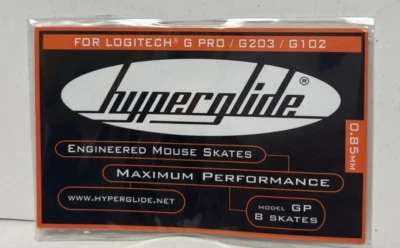 FOR LOGITECH® G PRO / G203 / G102
hyperglide®
0.85MM
ENGINEERED MOUSE SKATES
MAXIMUM PERFORMANCE
WWW.HYPERGLIDE.NET
MODEL GP
8 SKATES